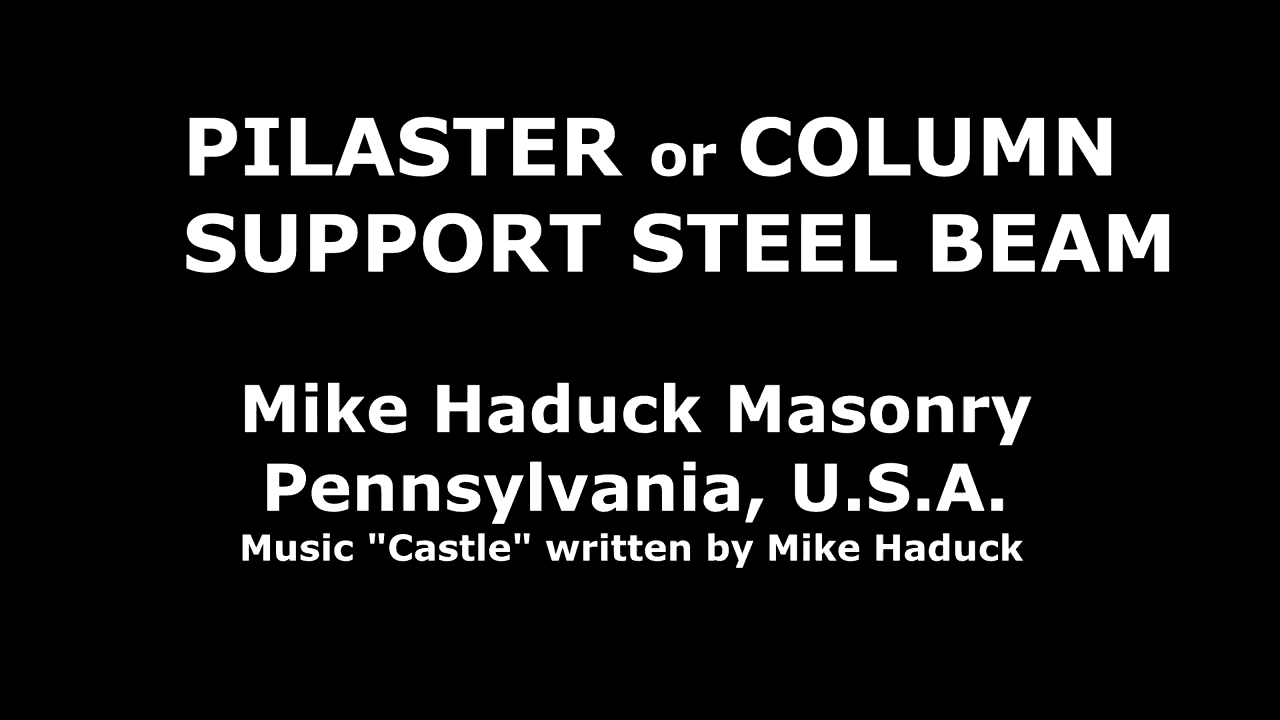 PILASTER or COLUMN
SUPPORT STEEL BEAM
Mike Haduck Masonry
Pennsylvania, U.S.A.
Music "Castle" written by Mike Haduck